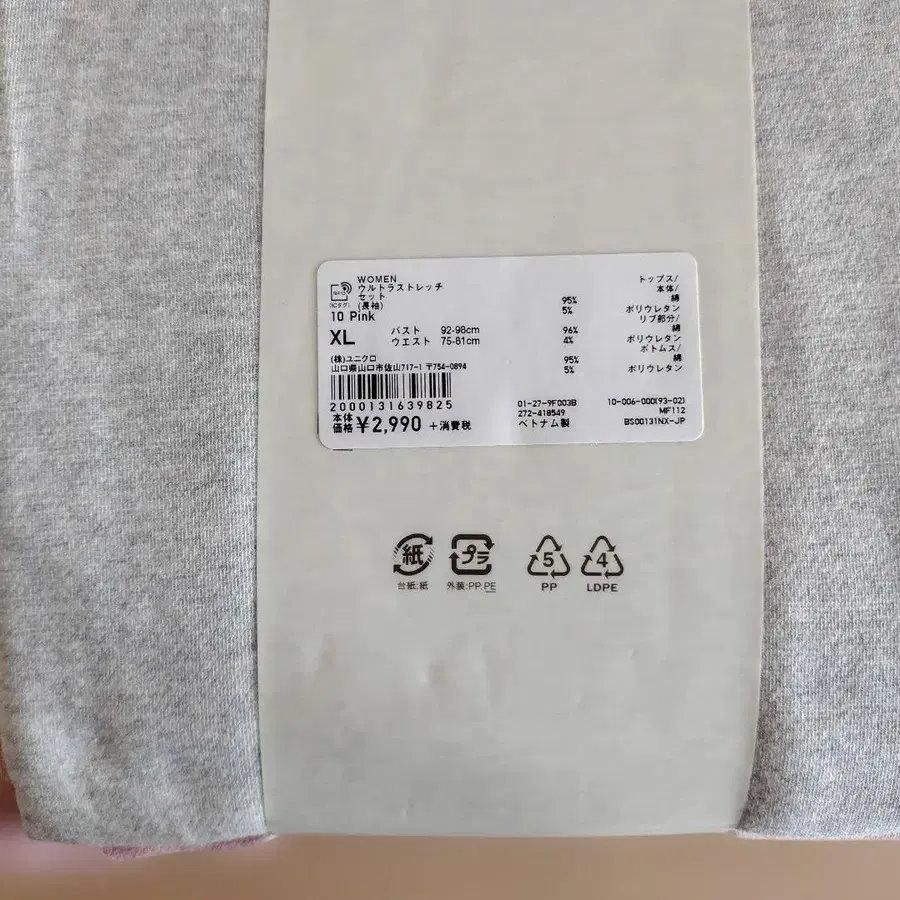 WOMEN
ウルトラストレッチ
セット
(長袖)
10 Pink
XL
バスト 92-98cm
ウエスト 75-81cm
(株)ユニクロ
山口県山口市佐山717-1 〒754-0894
2000131639825
本体
価格 ¥2,990 +消費税
トップス/
本体/
95% 綿
5% ポリウレタン
リブ部分/
96% 綿
4% ポリウレタン
ボトムス/
95% 綿
5% ポリウレタン
01-27-9F003B 10-006-000(93-02)
272-418549 MF112
ベトナム製 BS00131NX-JP
紙 プラ 5 4
台紙:紙 外装:PP.PE PP LDPE